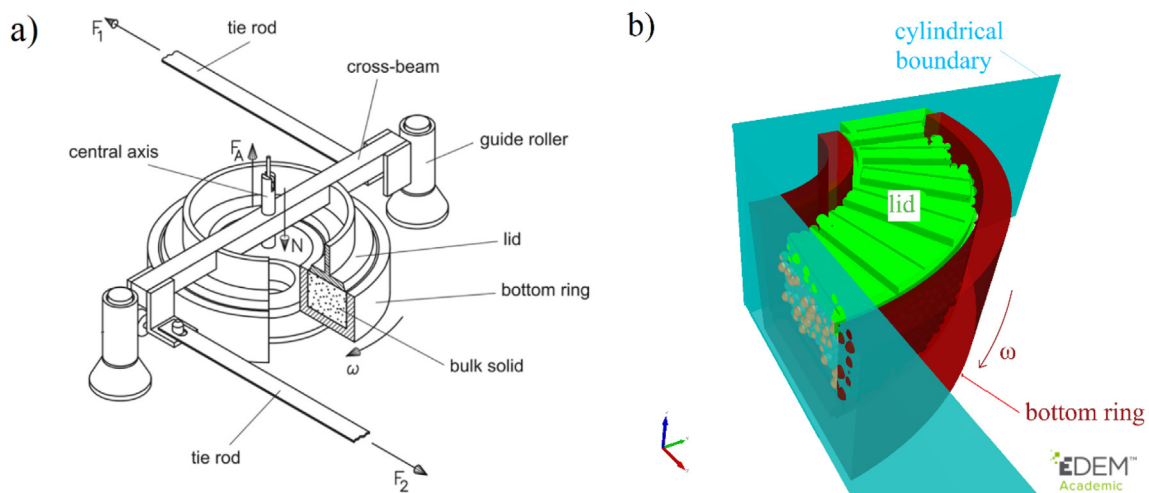 a)
F1
tie rod
cross-beam
guide roller
central axis
FA
N
lid
bottom ring
bulk solid
ω
tie rod
F2
b)
cylindrical
boundary
lid
ω
bottom ring
EDEM™
Academic